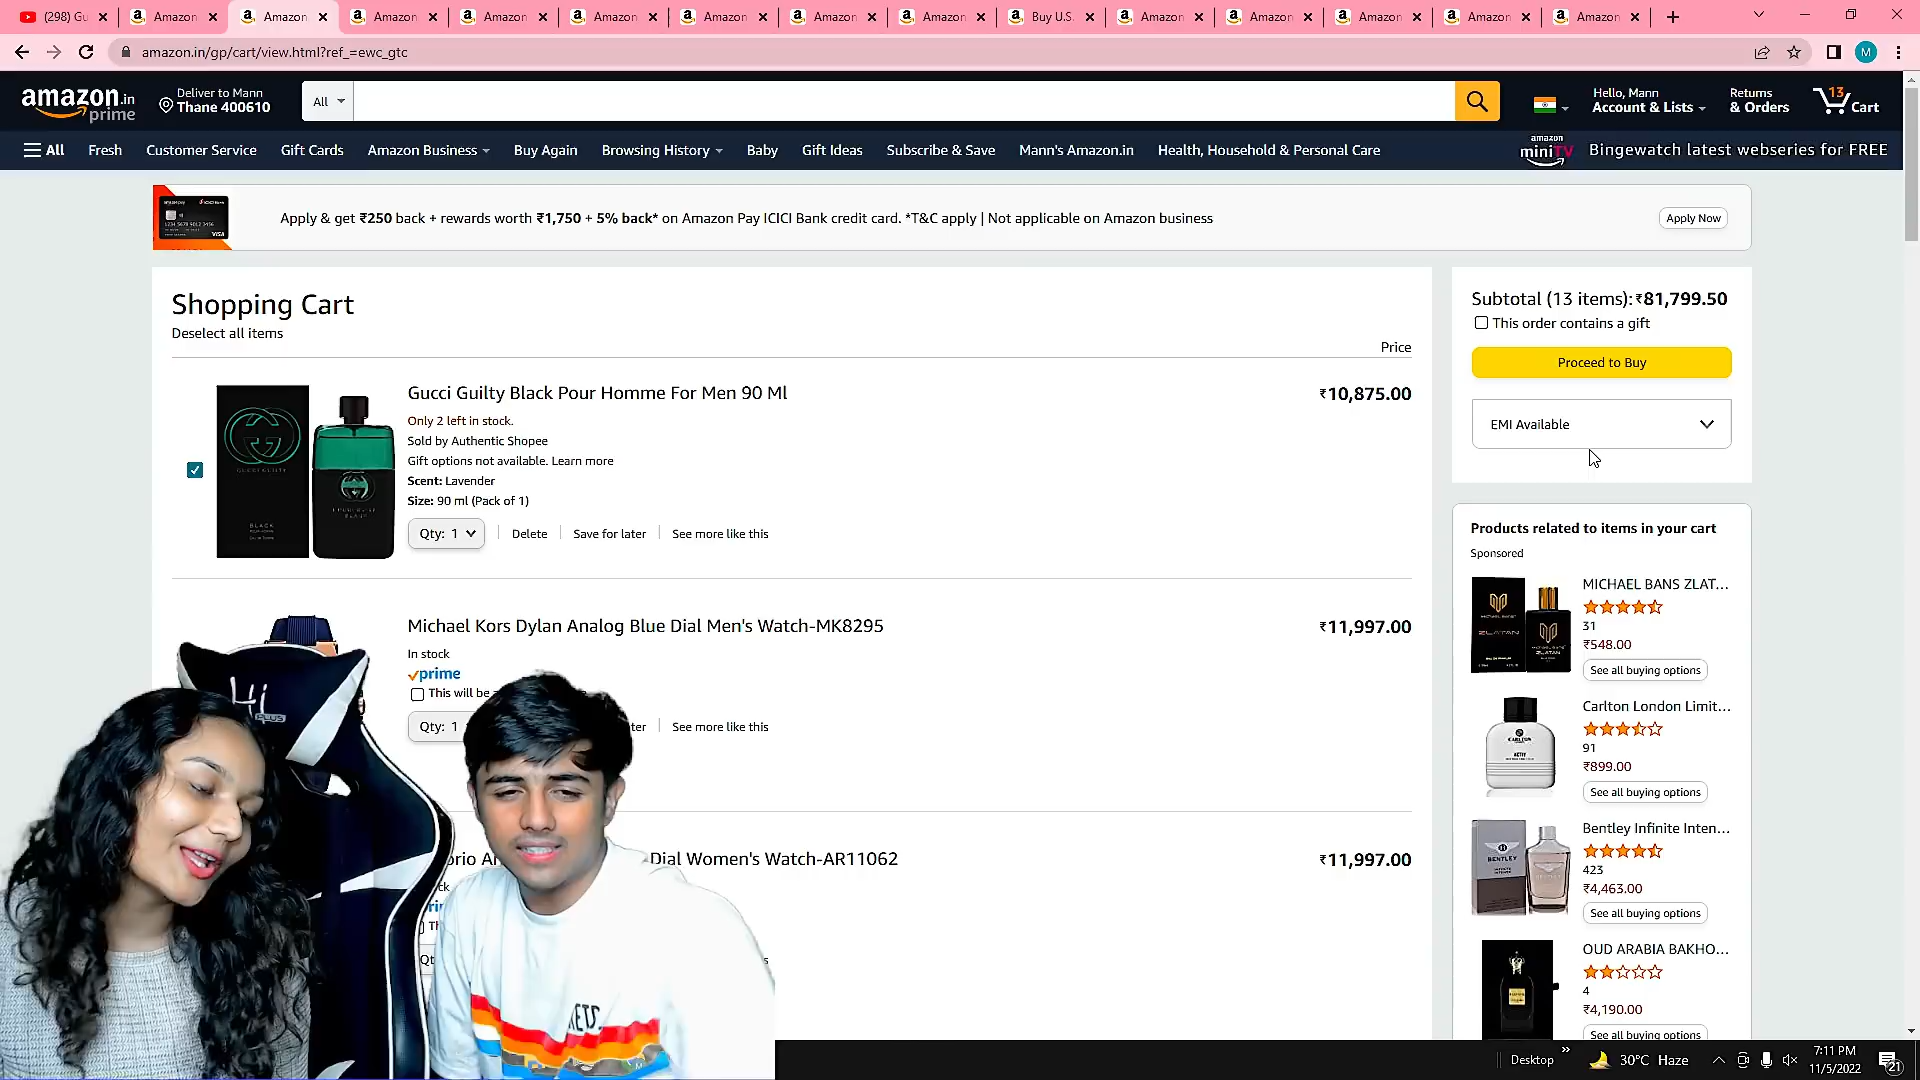 (298) Gu
Amazon
Amazon
Amazon
Amazon
Amazon
Amazon
Amazon
Amazon
Buy U.S.
Amazon
Amazon
Amazon
Amazon
Amazon
amazon.in/gp/cart/view.html?ref_=ewc_gtc
M
amazon.in
prime
Deliver to Mann
Thane 400610
All
Hello, Mann
Account & Lists
Returns
& Orders
13
Cart
All
Fresh
Customer Service
Gift Cards
Amazon Business
Buy Again
Browsing History
Baby
Gift Ideas
Subscribe & Save
Mann's Amazon.in
Health, Household & Personal Care
amazon
miniTV
Bingewatch latest webseries for FREE
Apply & get ₹250 back + rewards worth ₹1,750 + 5% back* on Amazon Pay ICICI Bank credit card. *T&C apply | Not applicable on Amazon business
Apply Now
Shopping Cart
Deselect all items
Price
Gucci Guilty Black Pour Homme For Men 90 Ml
₹10,875.00
Only 2 left in stock.
Sold by Authentic Shopee
Gift options not available. Learn more
Scent: Lavender
Size: 90 ml (Pack of 1)
Qty: 1
Delete
Save for later
See more like this
Michael Kors Dylan Analog Blue Dial Men's Watch-MK8295
₹11,997.00
In stock
prime
This will be
Qty: 1
See more like this
Dial Women's Watch-AR11062
₹11,997.00
Hi
PLUS
Subtotal (13 items): ₹81,799.50
This order contains a gift
Proceed to Buy
EMI Available
Products related to items in your cart
Sponsored
MICHAEL BANS ZLAT...
31
₹548.00
See all buying options
Carlton London Limit...
91
₹899.00
See all buying options
Bentley Infinite Inten...
423
₹4,463.00
See all buying options
OUD ARABIA BAKHO...
4
₹4,190.00
See all buying options
Desktop
30°C Haze
7:11 PM
11/5/2022
21